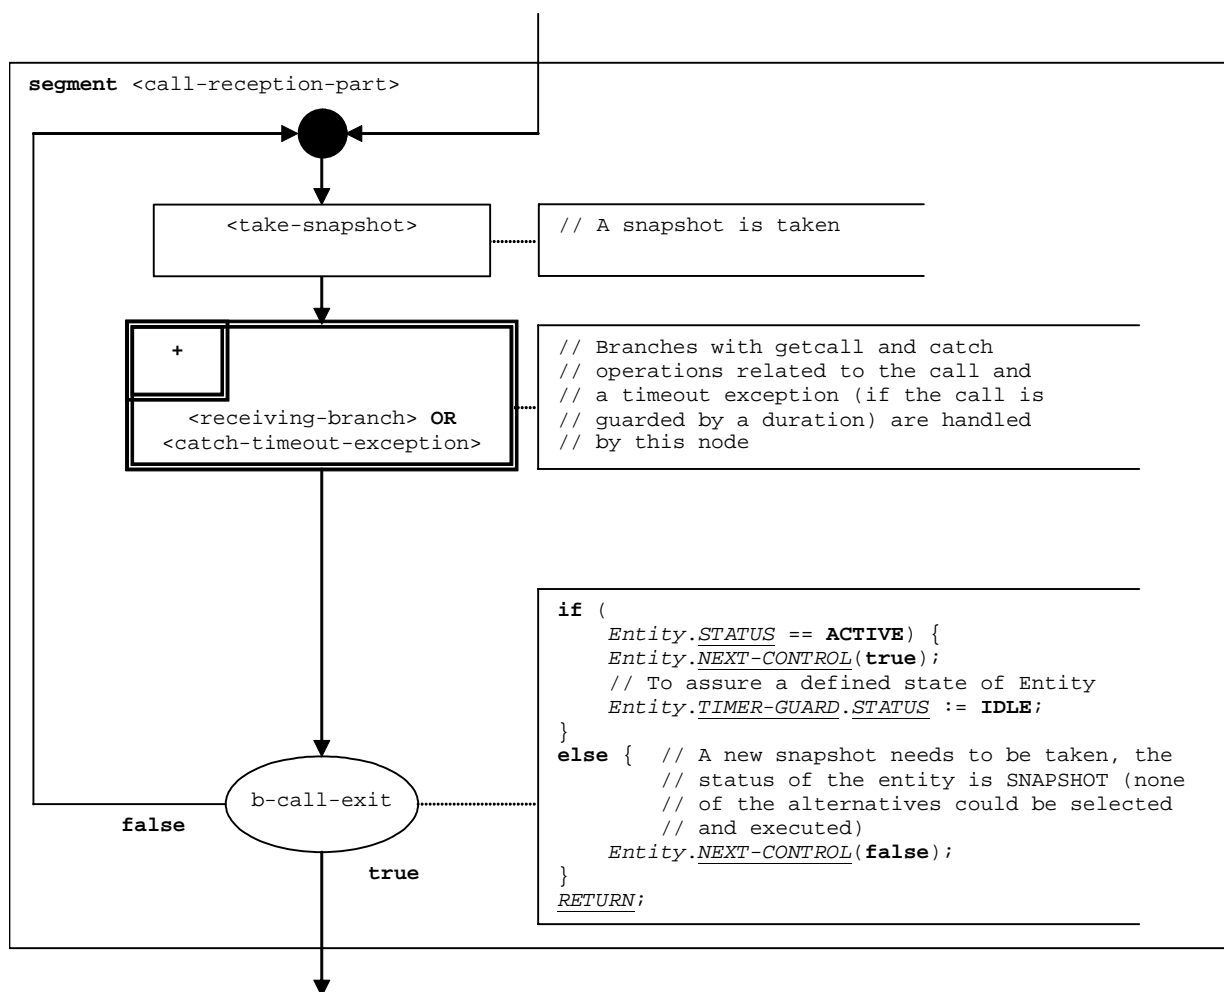 segment <call-reception-part>
<take-snapshot>
// A snapshot is taken
+
<receiving-branch> OR
<catch-timeout-exception>
// Branches with getcall and catch
// operations related to the call and
// a timeout exception (if the call is
// guarded by a duration) are handled
// by this node
if (
Entity.STATUS == ACTIVE) {
Entity.NEXT-CONTROL(true);
// To assure a defined state of Entity
Entity.TIMER-GUARD.STATUS := IDLE;
}
else { // A new snapshot needs to be taken, the
// status of the entity is SNAPSHOT (none
// of the alternatives could be selected
// and executed)
Entity.NEXT-CONTROL(false);
}
RETURN;
b-call-exit
false
true